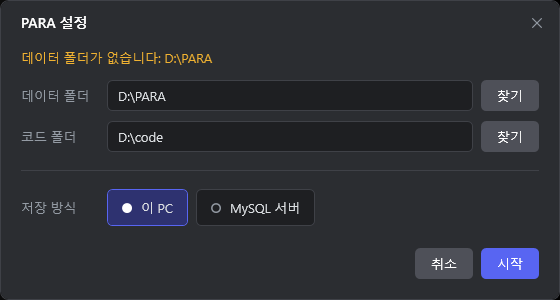 PARA 설정
데이터 폴더가 없습니다: D:\PARA
데이터 폴더 D:\PARA 찾기
코드 폴더 D:\code 찾기
저장 방식 이 PC MySQL 서버
취소 시작